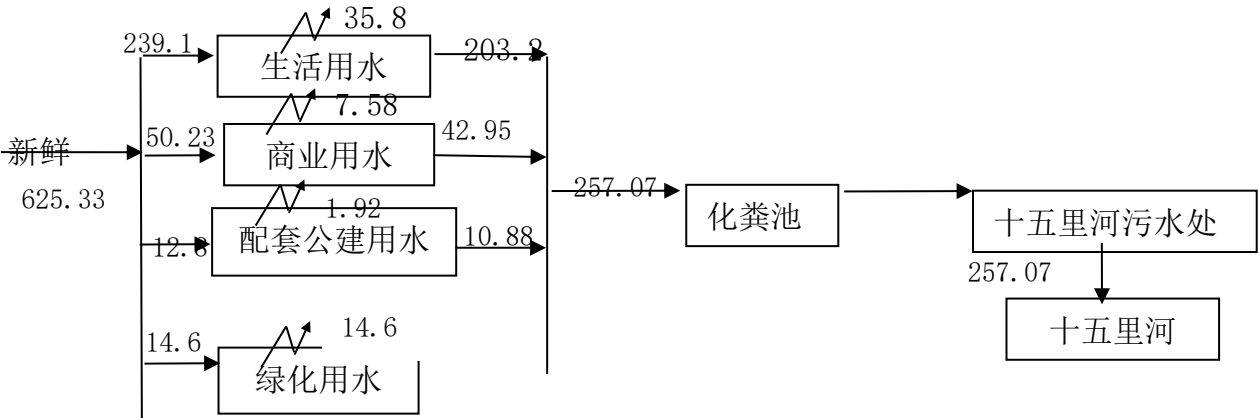 35.8
239.1
生活用水
203.2
7.58
新鲜
50.23
商业用水
42.95
625.33
1.92
257.07
化粪池
十五里河污水处
12.8
配套公建用水
10.88
257.07
十五里河
14.6
14.6
绿化用水